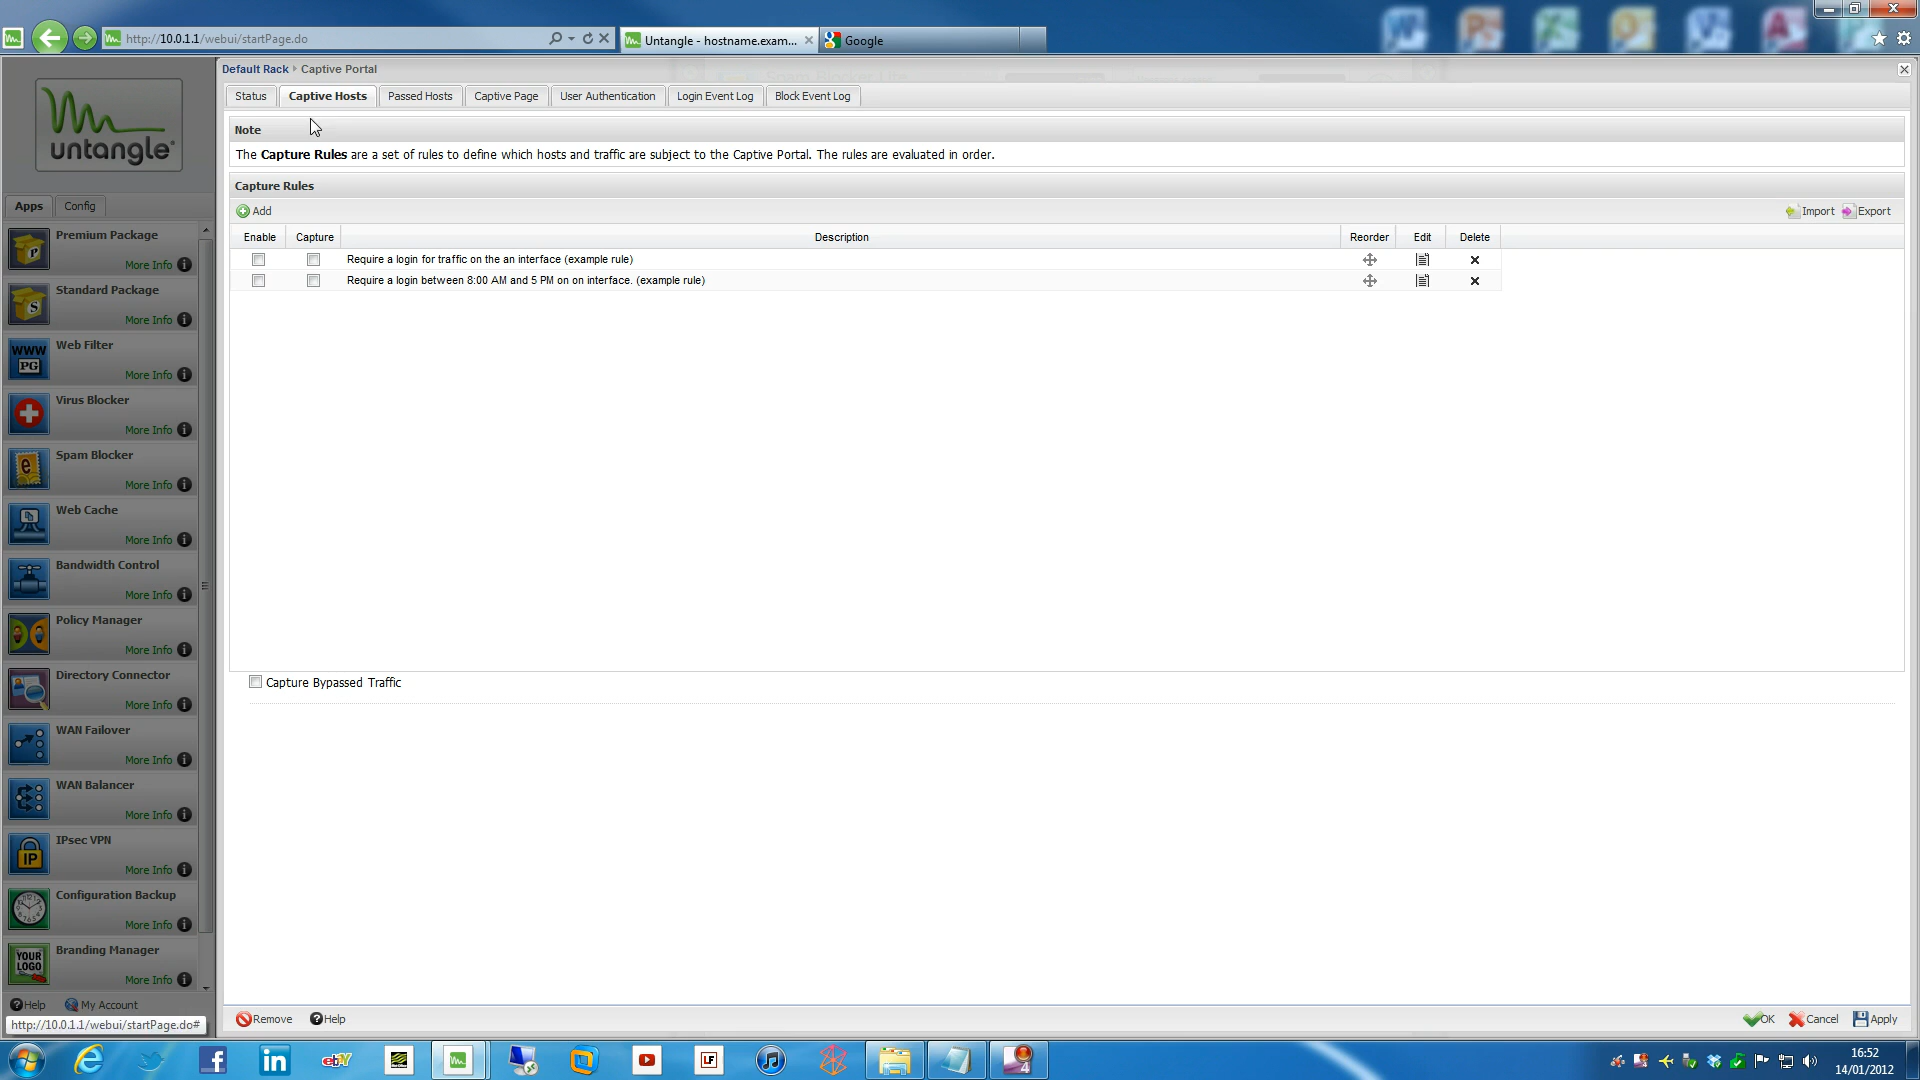 http://10.0.1.1/webui/startPage.do
Untangle - hostname.exam...
Google
untangle
Default Rack
Captive Portal
Status
Captive Hosts
Passed Hosts
Captive Page
User Authentication
Login Event Log
Block Event Log
Note
The Capture Rules are a set of rules to define which hosts and traffic are subject to the Captive Portal. The rules are evaluated in order.
Capture Rules
Add
Import
Export
Enable
Capture
Description
Reorder
Edit
Delete
Require a login for traffic on the an interface (example rule)
Require a login between 8:00 AM and 5 PM on on interface. (example rule)
Capture Bypassed Traffic
Apps
Config
Premium Package
More Info
Standard Package
More Info
WWW
PG
Web Filter
More Info
Virus Blocker
More Info
Spam Blocker
More Info
Web Cache
More Info
Bandwidth Control
More Info
Policy Manager
More Info
Directory Connector
More Info
WAN Failover
More Info
WAN Balancer
More Info
IP
IPsec VPN
More Info
Configuration Backup
More Info
YOUR
LOGO
Branding Manager
More Info
Help
My Account
http://10.0.1.1/webui/startPage.do#
Remove
Help
OK
Cancel
Apply
ebY
LF
4
16:52
14/01/2012